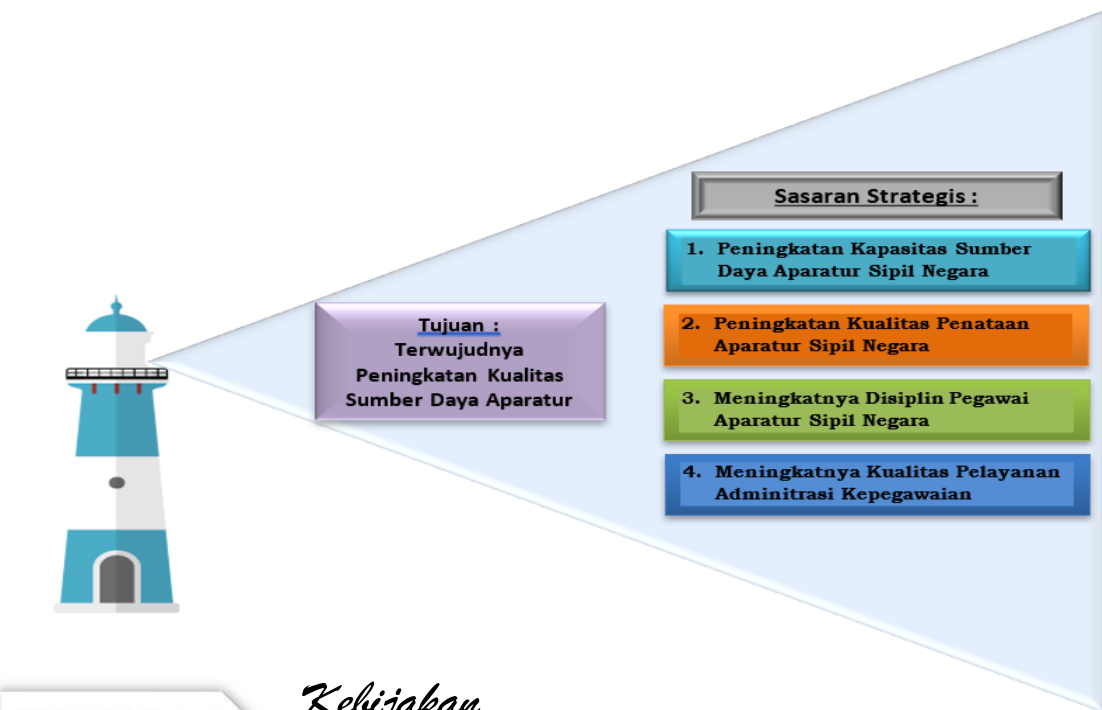 Sasaran Strategis :
1. Peningkatan Kapasitas Sumber
Daya Aparatur Sipil Negara
Tujuan :
Terwujudnya
Peningkatan Kualitas
Sumber Daya Aparatur
2. Peningkatan Kualitas Penataan
Aparatur Sipil Negara
3. Meningkatnya Disiplin Pegawai
Aparatur Sipil Negara
4. Meningkatnya Kualitas Pelayanan
Adminitrasi Kepegawaian
Kebijakan